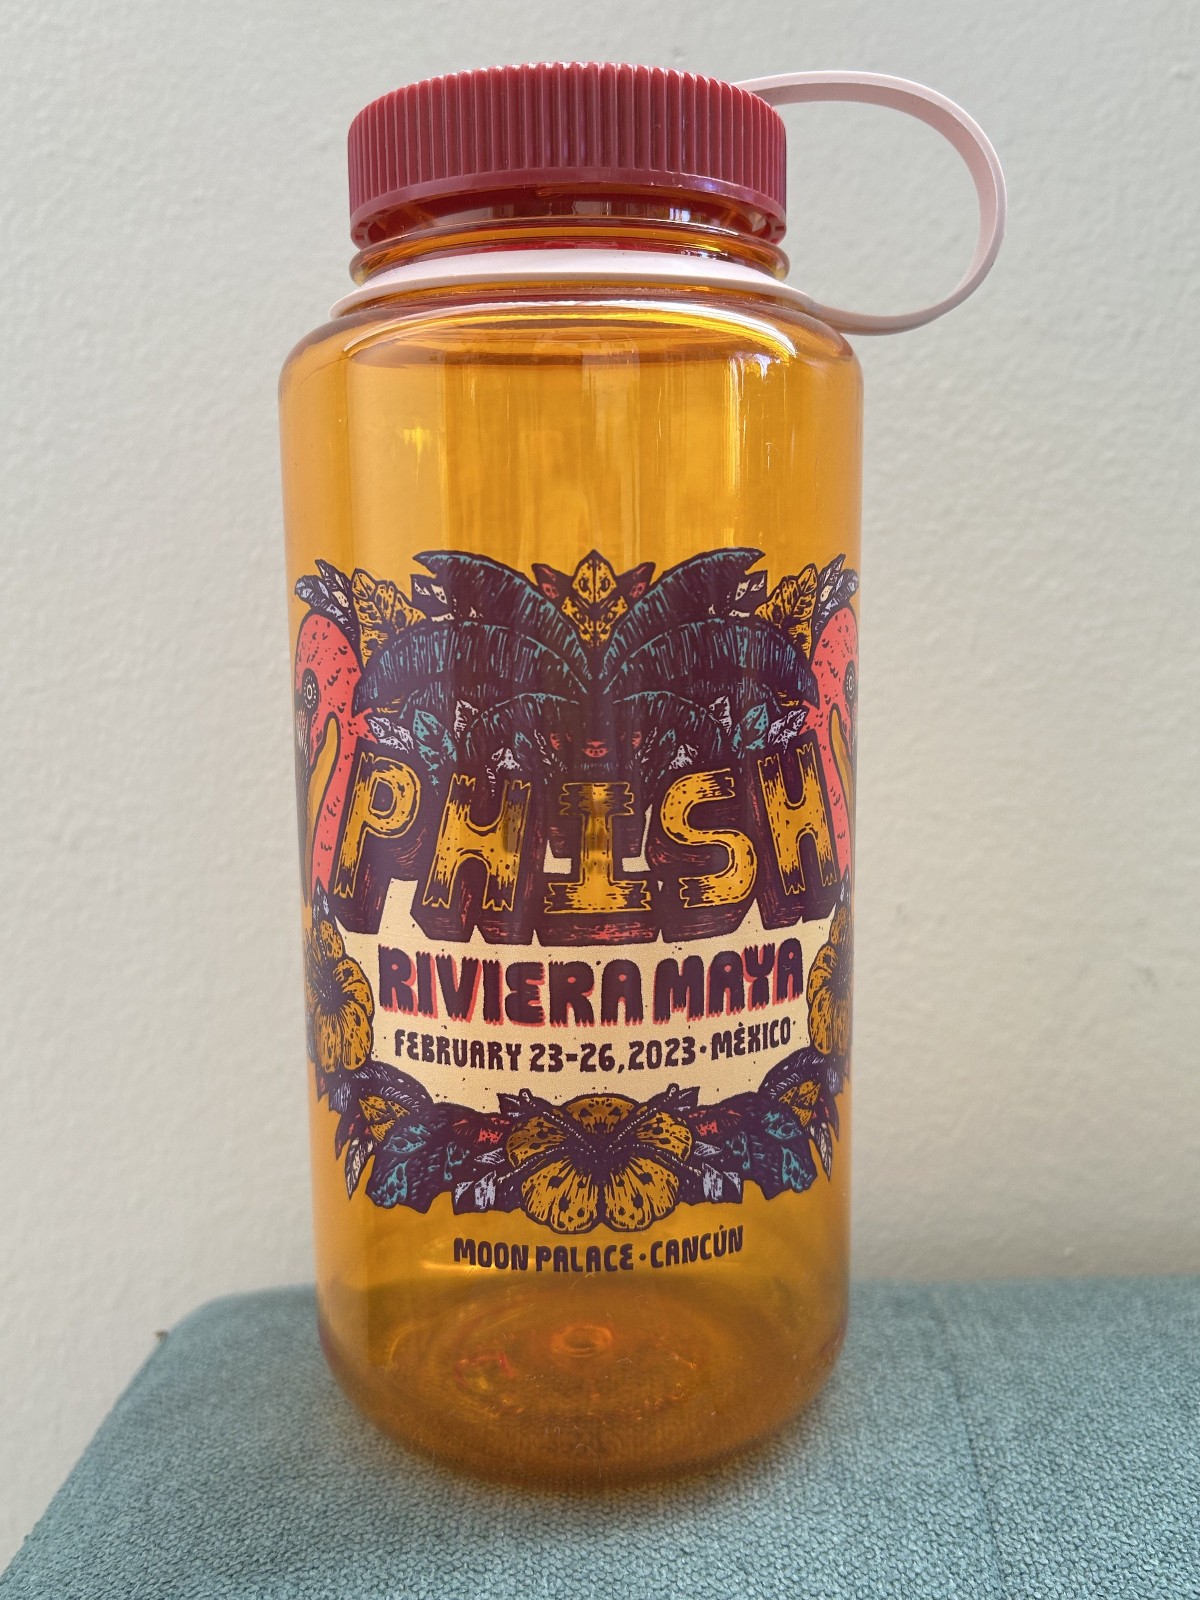 PHISH
RIVIERA MAYA
FEBRUARY 23-26, 2023 · MÉXICO
MOON PALACE · CANCÚN